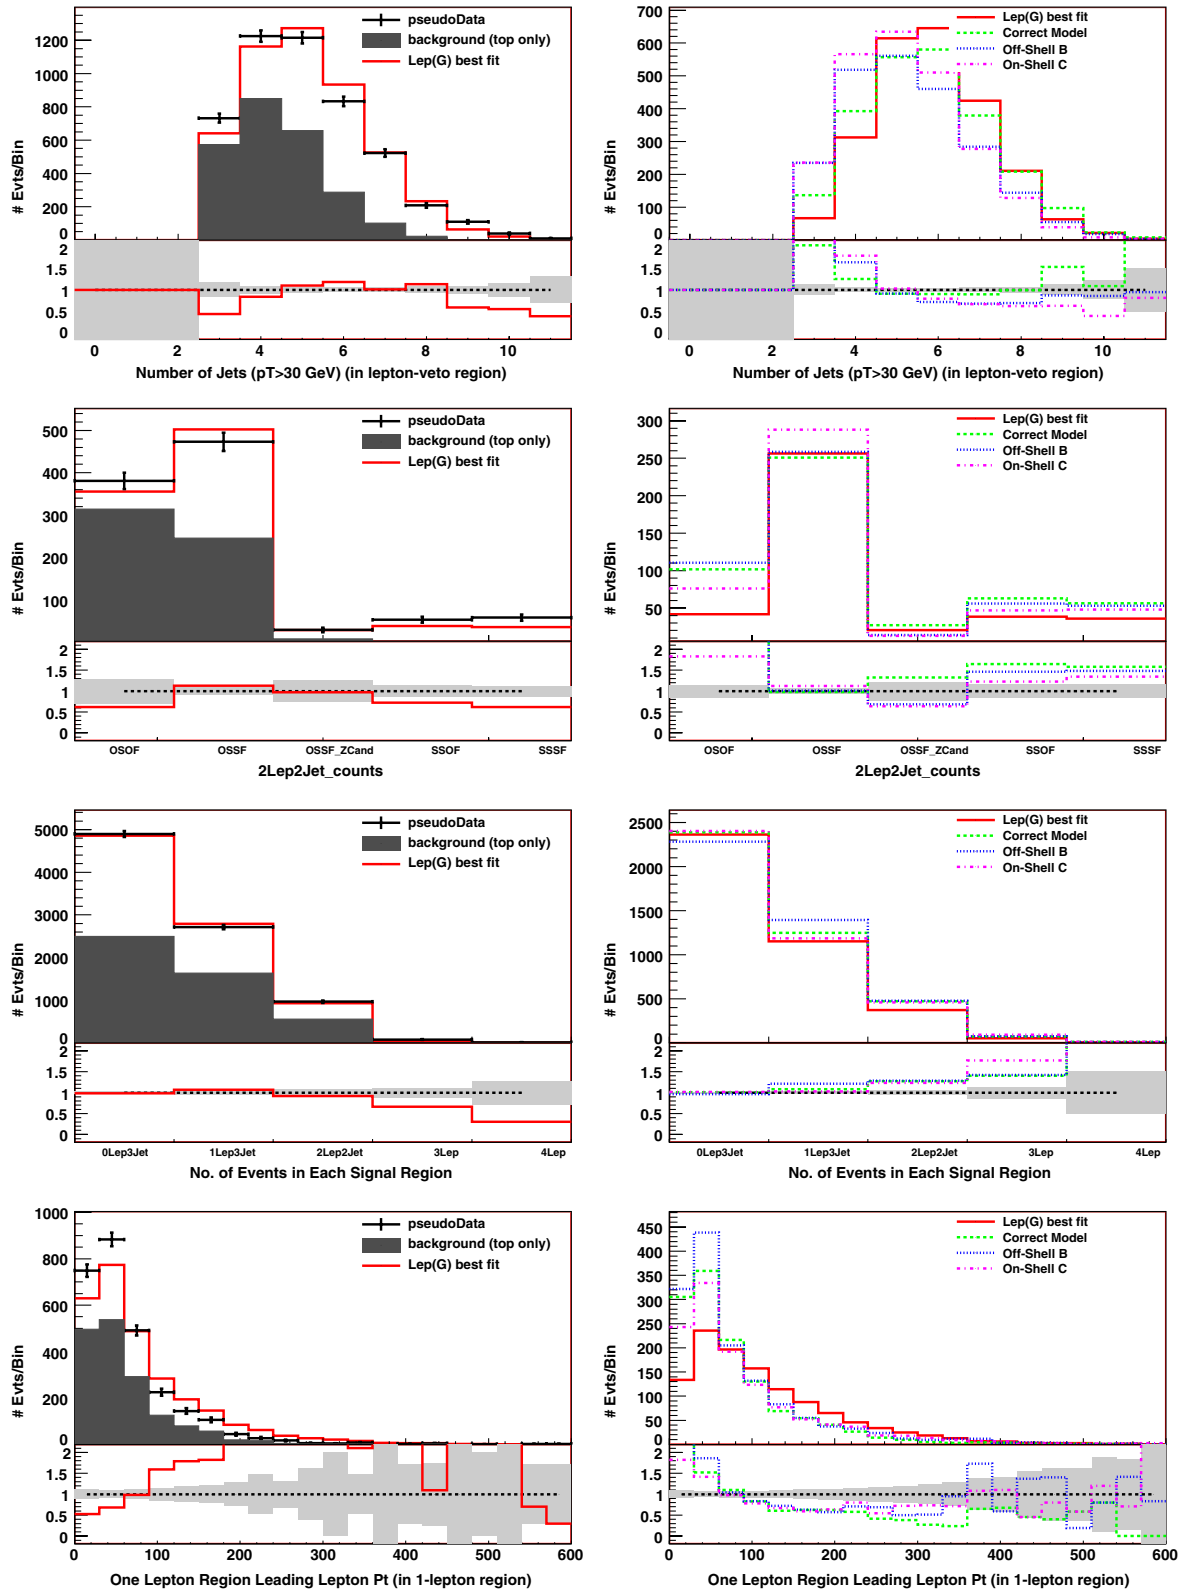 pseudoData
background (top only)
Lep(G) best fit
# Evts/Bin
1200
1000
800
600
400
200
0
2
1.5
1
0.5
0
0 2 4 6 8 10
Number of Jets (pT>30 GeV) (in lepton-veto region)
Lep(G) best fit
Correct Model
Off-Shell B
On-Shell C
# Evts/Bin
700
600
500
400
300
200
100
0
2
1.5
1
0.5
0
0 2 4 6 8 10
Number of Jets (pT>30 GeV) (in lepton-veto region)
pseudoData
background (top only)
Lep(G) best fit
# Evts/Bin
500
400
300
200
100
2
1.5
1
0.5
0
OSOF OSSF OSSF_ZCand SSOF SSSF
2Lep2Jet_counts
Lep(G) best fit
Correct Model
Off-Shell B
On-Shell C
# Evts/Bin
300
250
200
150
100
50
2
1.5
1
0.5
0
OSOF OSSF OSSF_ZCand SSOF SSSF
2Lep2Jet_counts
pseudoData
background (top only)
Lep(G) best fit
# Evts/Bin
5000
4000
3000
2000
1000
0
2
1.5
1
0.5
0
0Lep3Jet 1Lep3Jet 2Lep2Jet 3Lep 4Lep
No. of Events in Each Signal Region
Lep(G) best fit
Correct Model
Off-Shell B
On-Shell C
# Evts/Bin
2500
2000
1500
1000
500
0
2
1.5
1
0.5
0
0Lep3Jet 1Lep3Jet 2Lep2Jet 3Lep 4Lep
No. of Events in Each Signal Region
pseudoData
background (top only)
Lep(G) best fit
# Evts/Bin
1000
800
600
400
200
0
2
1.5
1
0.5
0
0 100 200 300 400 500 600
One Lepton Region Leading Lepton Pt (in 1-lepton region)
Lep(G) best fit
Correct Model
Off-Shell B
On-Shell C
# Evts/Bin
450
400
350
300
250
200
150
100
50
0
2
1.5
1
0.5
0
0 100 200 300 400 500 600
One Lepton Region Leading Lepton Pt (in 1-lepton region)